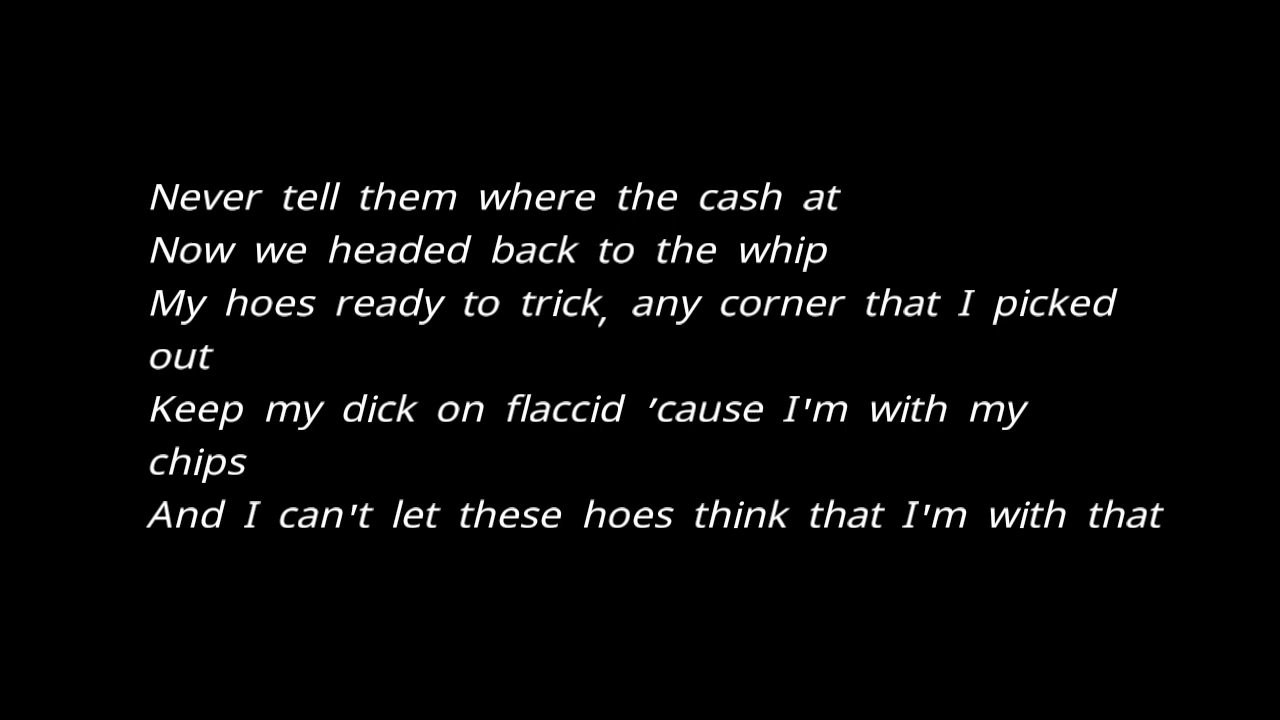 Never tell them where the cash at
Now we headed back to the whip
My hoes ready to trick, any corner that I picked
out
Keep my dick on flaccid ’cause I'm with my
chips
And I can't let these hoes think that I'm with that